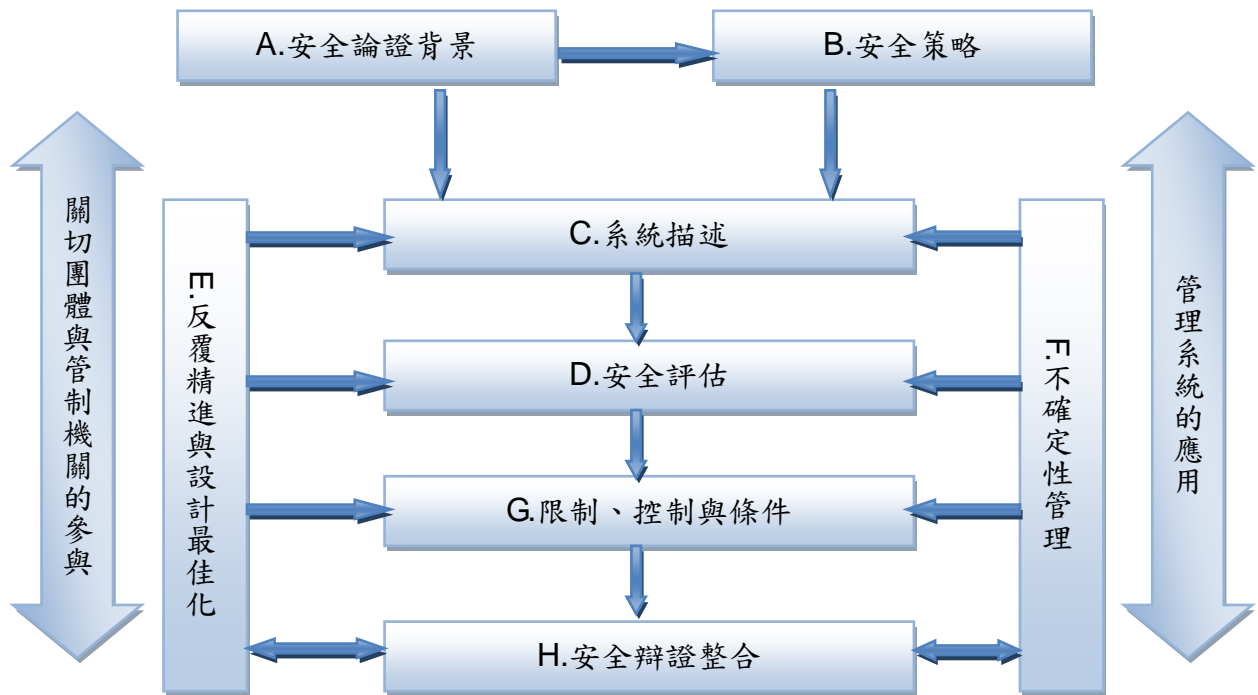 A.安全論證背景
B.安全策略
關切團體與管制機關的參與
E.反覆精進與設計最佳化
C.系統描述
D.安全評估
G.限制、控制與條件
H.安全辯證整合
F.不確定性管理
管理系統的應用